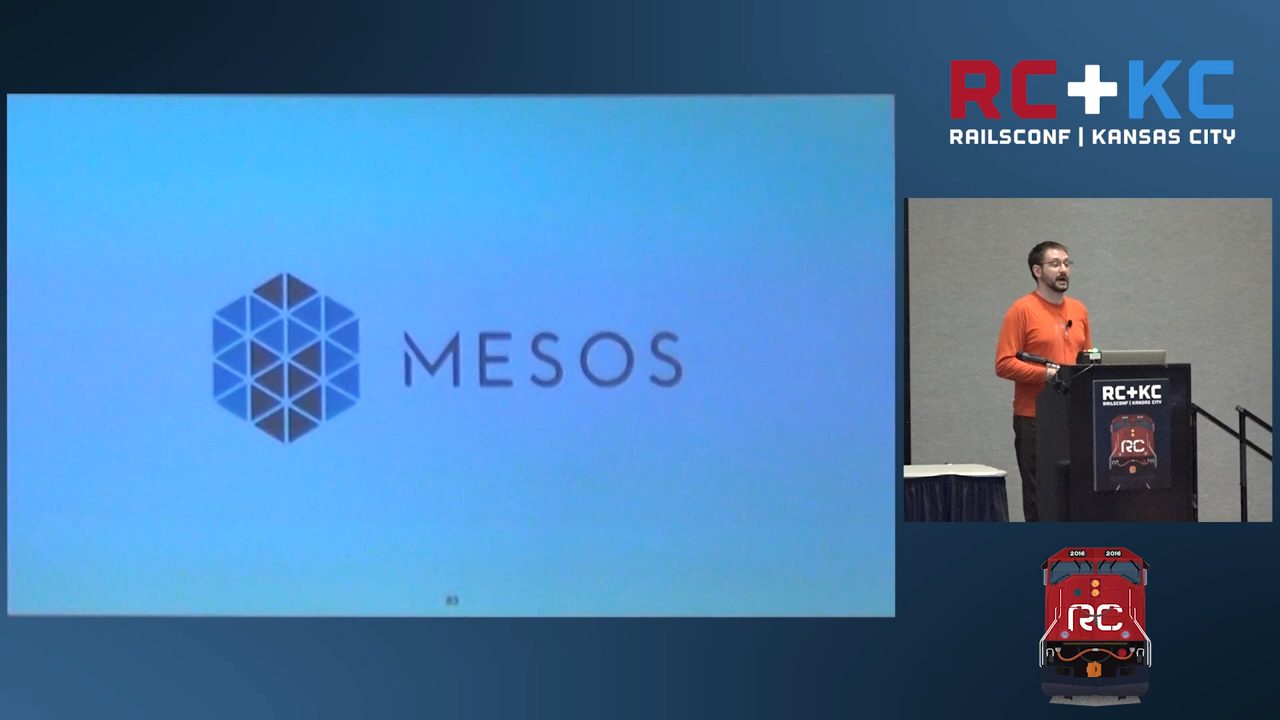 RC+KC
RAILSCONF | KANSAS CITY
MESOS
83
RC+KC
RAILSCONF | KANSAS CITY
RC
2016 2016
RC